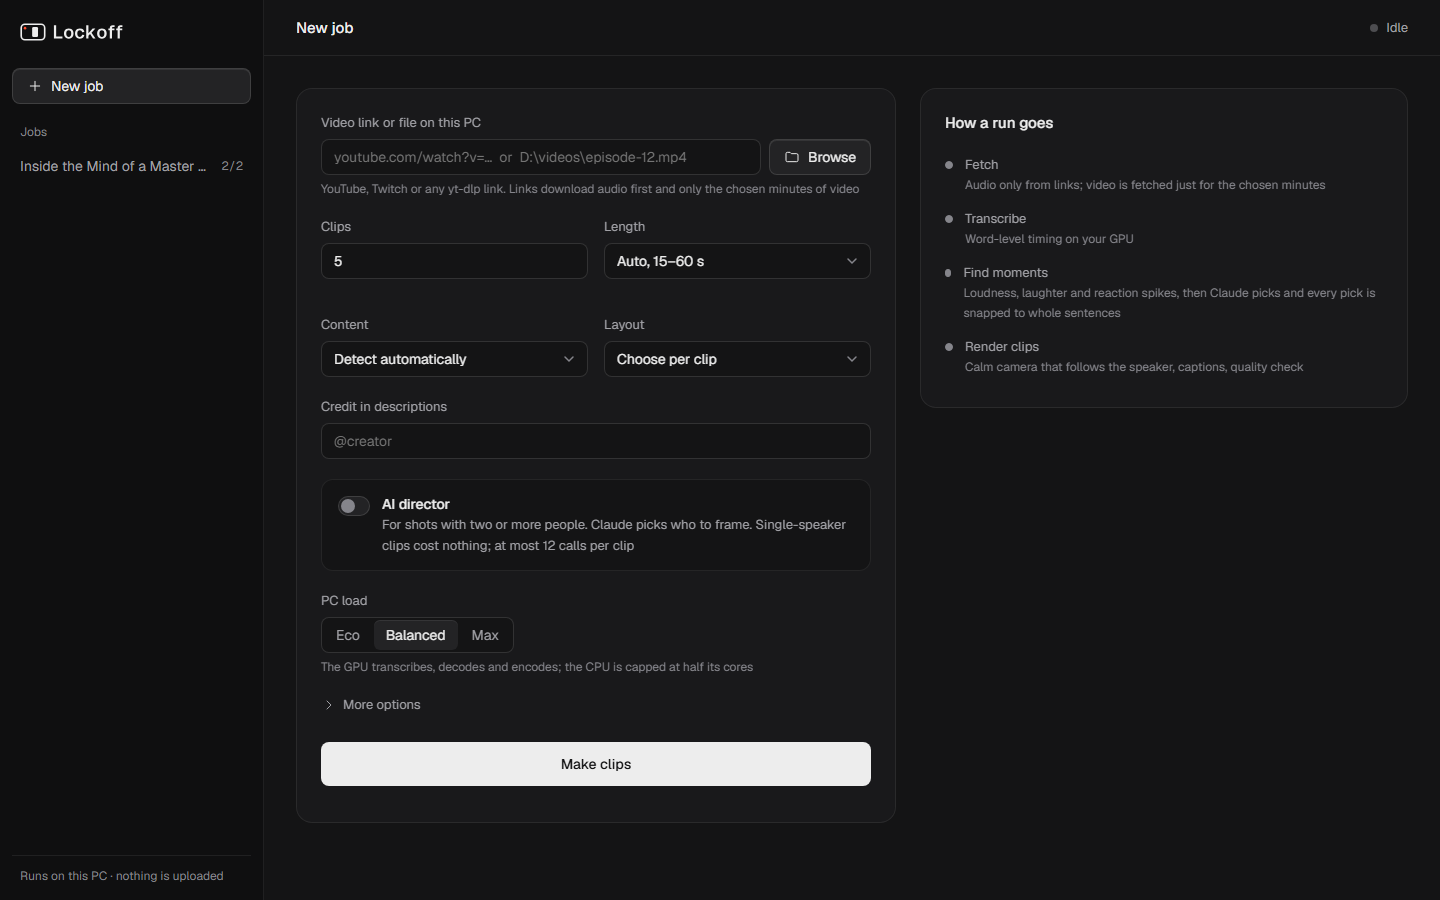 Lockoff
New job
Jobs
Inside the Mind of a Master ... 2/2
Runs on this PC · nothing is uploaded
New job
Idle
Video link or file on this PC
youtube.com/watch?v=… or D:\videos\episode-12.mp4
Browse
YouTube, Twitch or any yt-dlp link. Links download audio first and only the chosen minutes of video
Clips
5
Length
Auto, 15–60 s
Content
Detect automatically
Layout
Choose per clip
Credit in descriptions
@creator
AI director
For shots with two or more people. Claude picks who to frame. Single-speaker
clips cost nothing; at most 12 calls per clip
PC load
Eco
Balanced
Max
The GPU transcribes, decodes and encodes; the CPU is capped at half its cores
More options
Make clips
How a run goes
Fetch
Audio only from links; video is fetched just for the chosen minutes
Transcribe
Word-level timing on your GPU
Find moments
Loudness, laughter and reaction spikes, then Claude picks and every pick is
snapped to whole sentences
Render clips
Calm camera that follows the speaker, captions, quality check